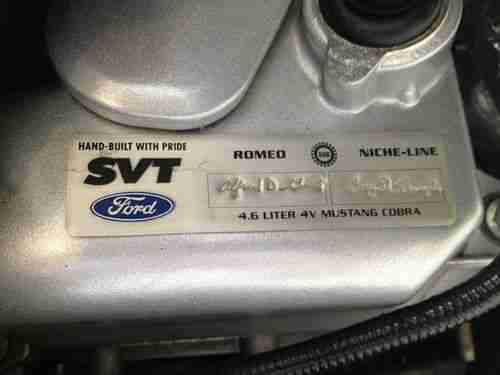 HAND-BUILT WITH PRIDE
SVT
Ford
ROMEO NICHE-LINE
4.6 LITER 4V MUSTANG COBRA